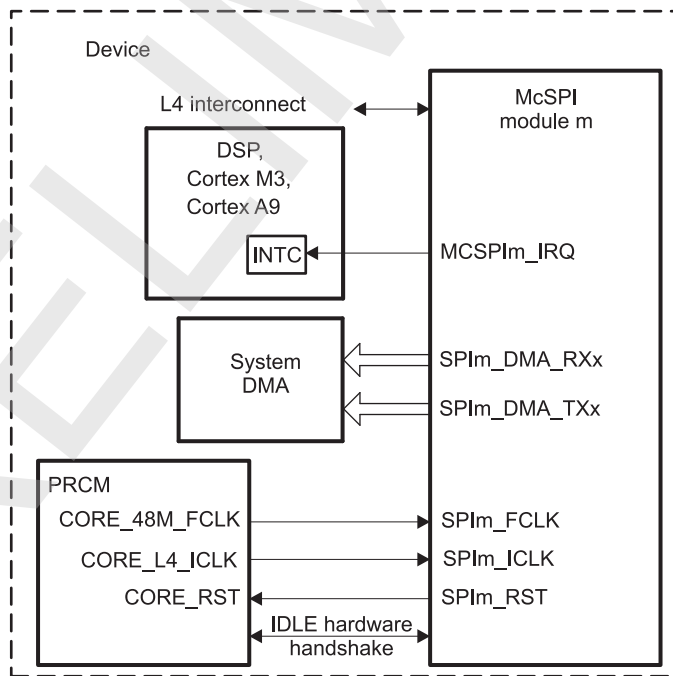 Device
L4 interconnect
McSPI
module m
DSP,
Cortex M3,
Cortex A9
INTC
MCSPIm_IRQ
System
DMA
SPIm_DMA_RXx
SPIm_DMA_TXx
PRCM
CORE_48M_FCLK
SPIm_FCLK
CORE_L4_ICLK
SPIm_ICLK
CORE_RST
SPIm_RST
IDLE hardware
handshake